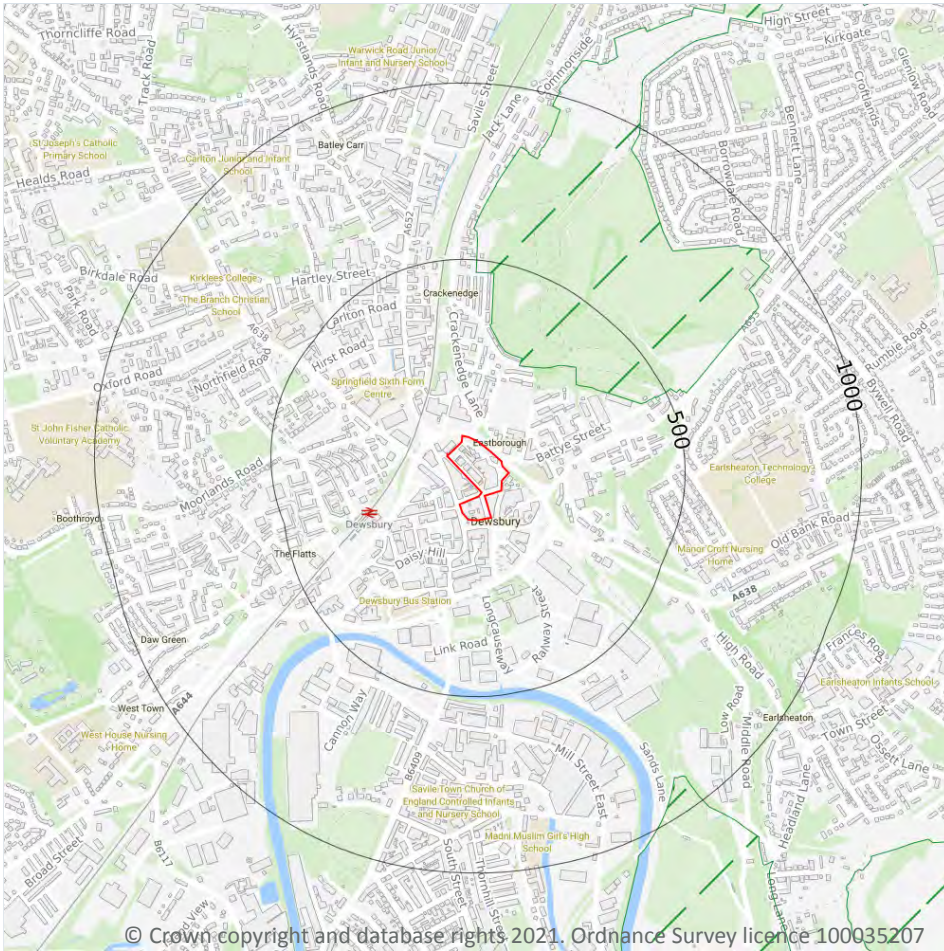 High Street
Kirkgate
Thorncliffe Road
Hyrstlands Road
Warwick Road Junior
Infant and Nursery School
Savile Street
Commonside
Glenlow Road
Track Road
Croftlands
Jack Lane
Bennett Lane
St Joseph's Catholic
Primary School
Batley Carr
Carlton Junior and Infant
School
Borrowdale Road
Healds Road
A652
Birkdale Road
Kirklees College
Hartley Street
Crackenedge
The Branch Christian
School
Park Road
Carlton Road
A638
A653
Crackenedge Lane
Hirst Road
Rumble Road
Oxford Road
Northfield Road
Springfield Sixth Form
Centre
1000
Bywell Road
500
St John Fisher Catholic
Voluntary Academy
Eastborough
Battye Street
Moorlands Road
Earlsheaton Technology
College
Boothroyd
Dewsbury
Dewsbury
Old Bank Road
The Flatts
Daisy Hill
Manor Croft Nursing
Home
A638
Dewsbury Bus Station
Longcauseway
Railway Street
Daw Green
Link Road
High Road
Frances Road
Earlsheaton Infants School
West Town
A644
Cannon Way
Low Road
Earlsheaton
Town Street
West House Nursing
Home
Middle Road
Ossett Lane
B6409
Mill Street East
Sands Lane
Headland Lane
Savile Town Church of
England Controlled Infants
and Nursery School
Madni Muslim Girl's High
School
Broad Street
B6117
South Street
Thornhill Street
Long Lane
nd View
© Crown copyright and database rights 2021. Ordnance Survey licence 100035207